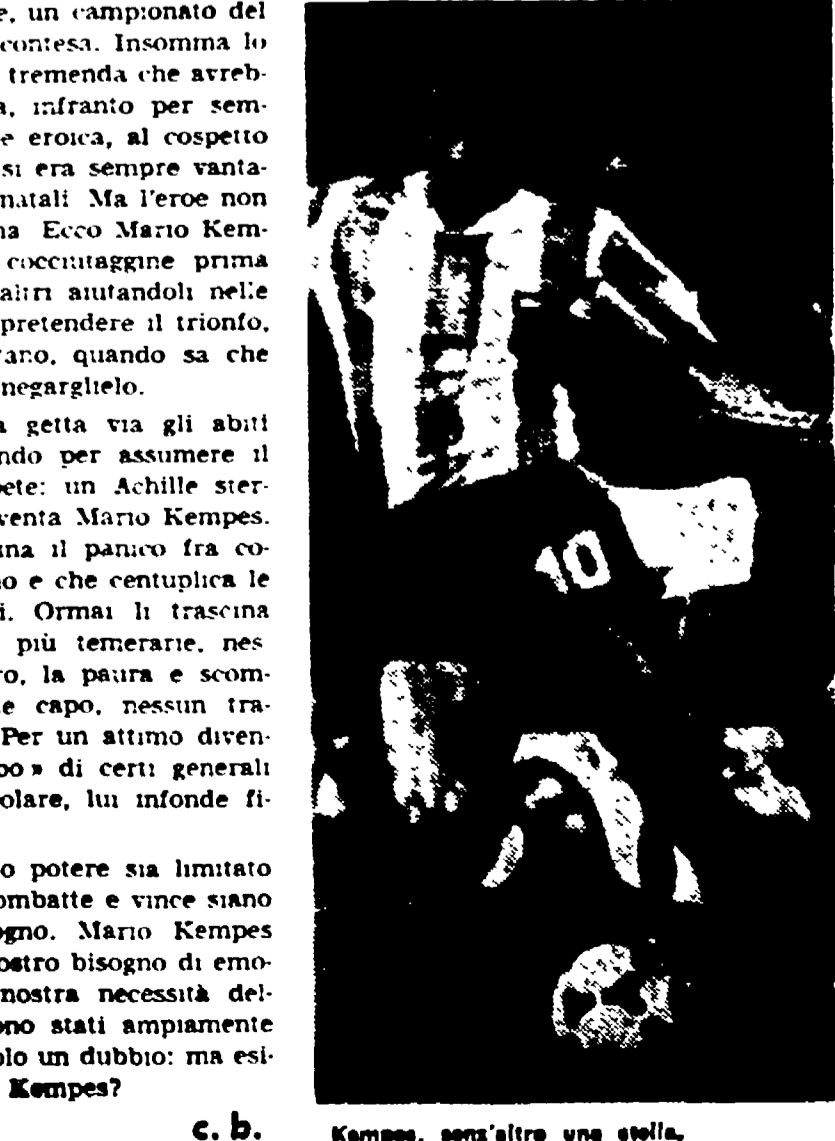 e, un campionato del
contesa. Insomma lo
tremenda che avreb-
a, infranto per sem-
e eroica, al cospetto
si era sempre vanta-
natali Ma l'eroe non
na Ecco Mario Kem-
cocciutaggine prima
altri aiutandoli nelle
pretendere il trionfo,
ano, quando sa che
negarglielo.
a getta via gli abiti
ndo per assumere il
pete: un Achille ster-
venta Mario Kempes.
ina il panico fra co-
no e che centuplica le
i. Ormai li trascina
più temerarie, nes
ro, la paura e scom-
e capo, nessun tra-
Per un attimo diven-
po » di certi generali
olare, lui infonde fi-
o potere sia limitato
ombatte e vince siano
ogno. Mario Kempes
ostro bisogno di emo-
nostra necessità del-
ono stati ampiamente
olo un dubbio: ma esi-
Kempes?
c. b.
10
Kempes, senz'altro una stella.